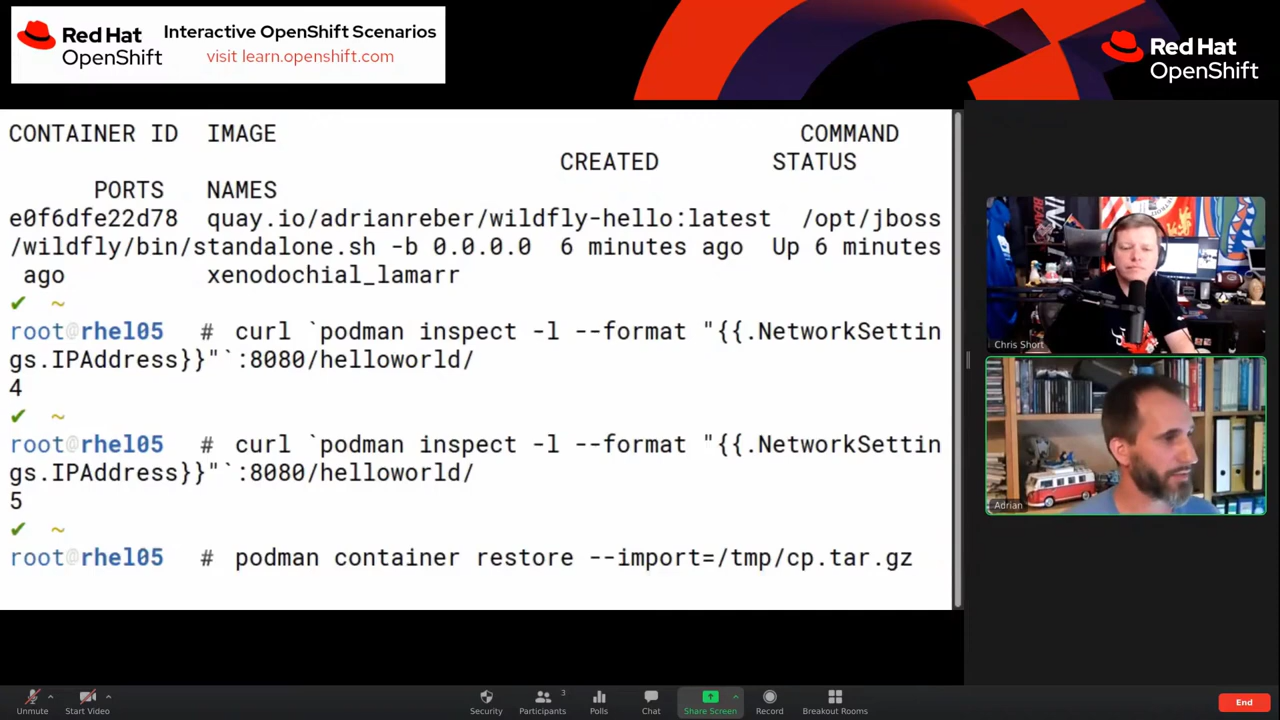 Red Hat
OpenShift
Interactive OpenShift Scenarios
visit learn.openshift.com
Red Hat
OpenShift
CONTAINER ID  IMAGE                                     COMMAND
                                       CREATED        STATUS
      PORTS   NAMES
e0f6dfe22d78  quay.io/adrianreber/wildfly-hello:latest  /opt/jboss
/wildfly/bin/standalone.sh -b 0.0.0.0  6 minutes ago  Up 6 minutes
 ago          xenodochial_lamarr
✔  ~
root@rhel05   # curl `podman inspect -l --format "{{.NetworkSettin
gs.IPAddress}}"`:8080/helloworld/
4
✔  ~
root@rhel05   # curl `podman inspect -l --format "{{.NetworkSettin
gs.IPAddress}}"`:8080/helloworld/
5
✔  ~
root@rhel05   # podman container restore --import=/tmp/cp.tar.gz
Chris Short
Adrian
Unmute
Start Video
Security
Participants
3
Polls
Chat
Share Screen
Record
Breakout Rooms
End